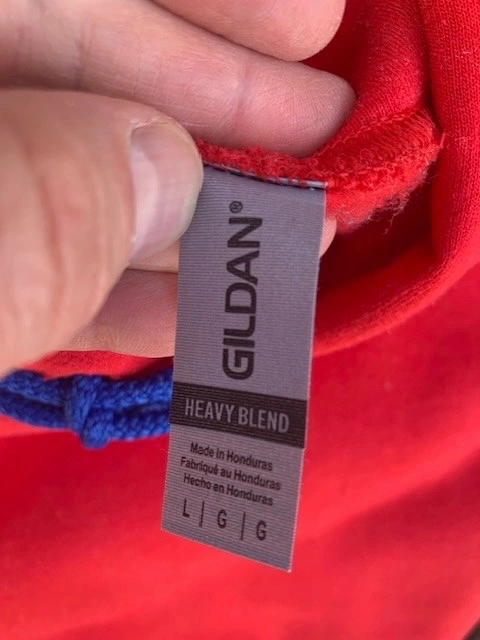 GILDAN®
HEAVY BLEND
Made in Honduras
Fabriqué au Honduras
Hecho en Honduras
L | G | G